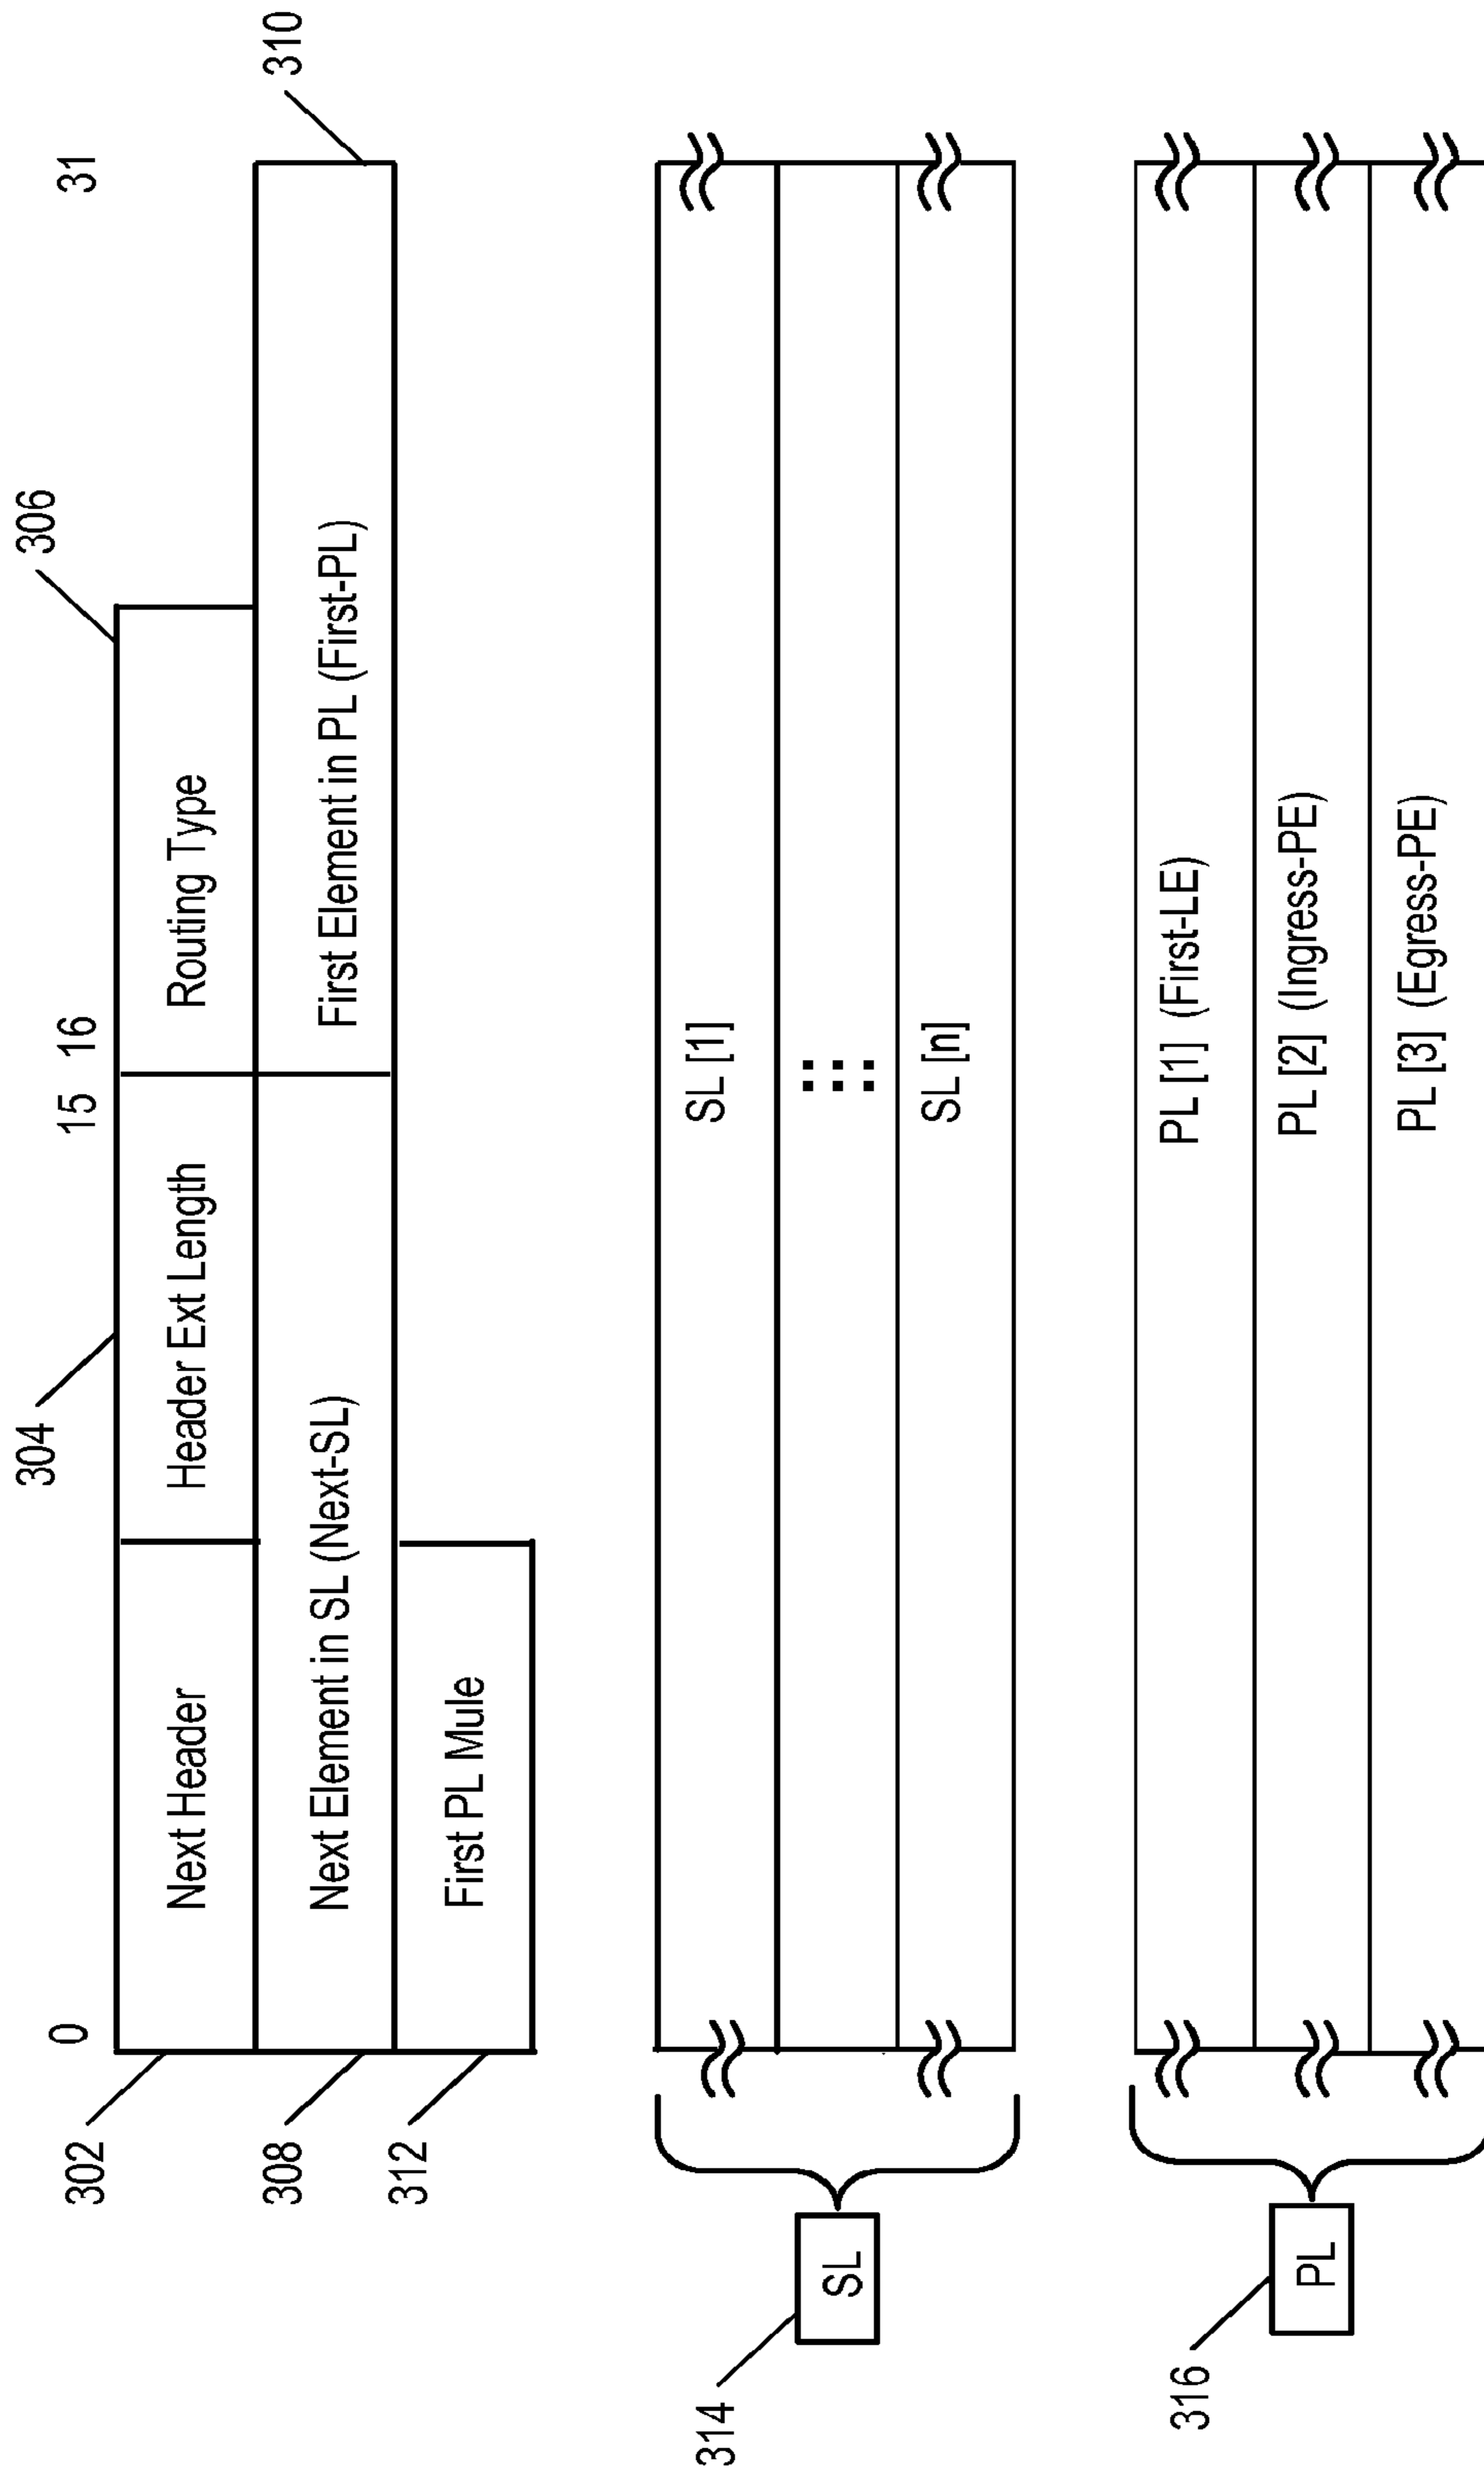 304
306
0
15
16
31
Next Header
Header Ext Length
Routing Type
302
Next Element in SL (Next-SL)
First Element in PL (First-PL)
308
310
First PL Mule
312
SL [1]
SL
SL [n]
314
PL [1] (First-LE)
PL
PL [2] (Ingress-PE)
PL [3] (Egress-PE)
316